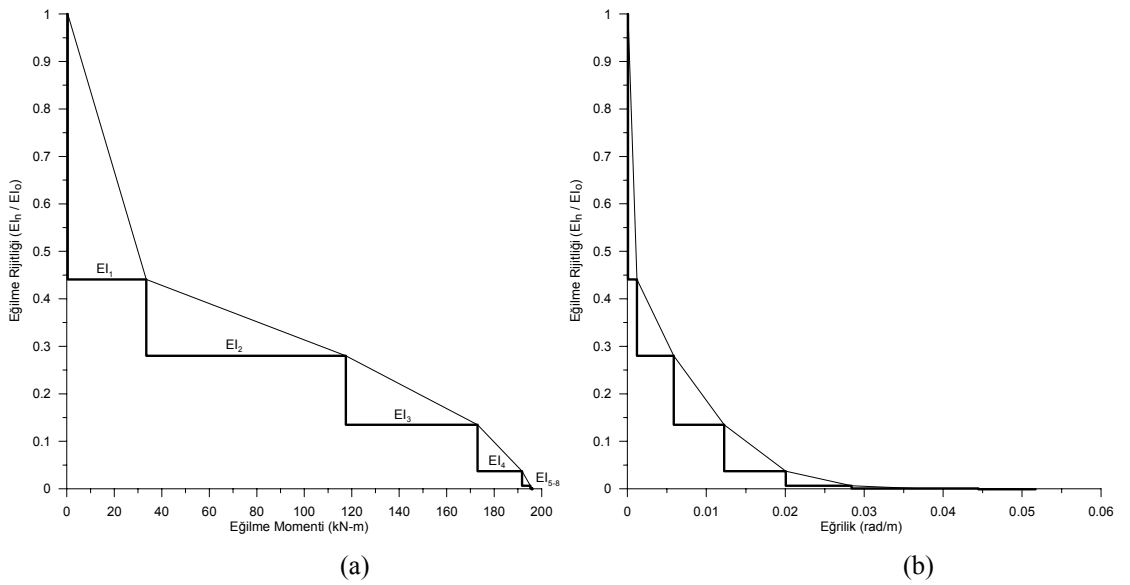 1
0.9
0.8
0.7
0.6
0.5
0.4
0.3
0.2
0.1
0
Eğilme Rijitliği (EIn / EIo)
EI1
EI2
EI3
EI4
EI5-8
0 20 40 60 80 100 120 140 160 180 200
Eğilme Momenti (kN-m)
(a)
1
0.9
0.8
0.7
0.6
0.5
0.4
0.3
0.2
0.1
0
Eğilme Rijitliği (EIn / EIo)
0 0.01 0.02 0.03 0.04 0.05 0.06
Eğrilik (rad/m)
(b)